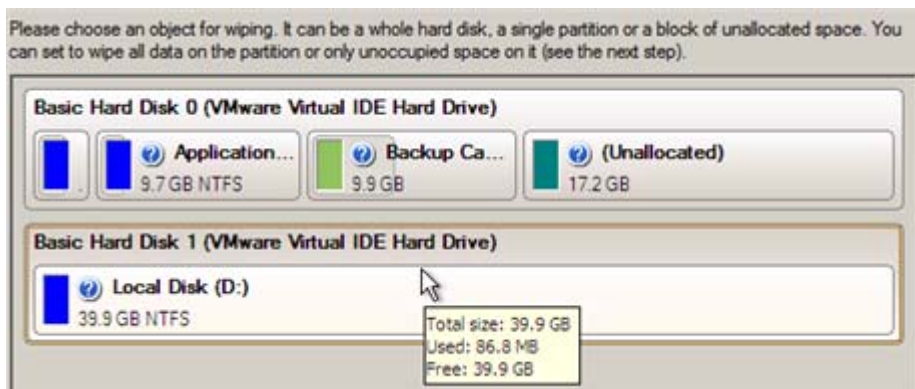 Please choose an object for wiping. It can be a whole hard disk, a single partition or a block of unallocated space. You
can set to wipe all data on the partition or only unoccupied space on it (see the next step).
Basic Hard Disk 0 (VMware Virtual IDE Hard Drive)
Application...
9.7 GB NTFS
Backup Ca...
9.9 GB
(Unallocated)
17.2 GB
Basic Hard Disk 1 (VMware Virtual IDE Hard Drive)
Local Disk (D:)
39.9 GB NTFS
Total size: 39.9 GB
Used: 86.8 MB
Free: 39.9 GB